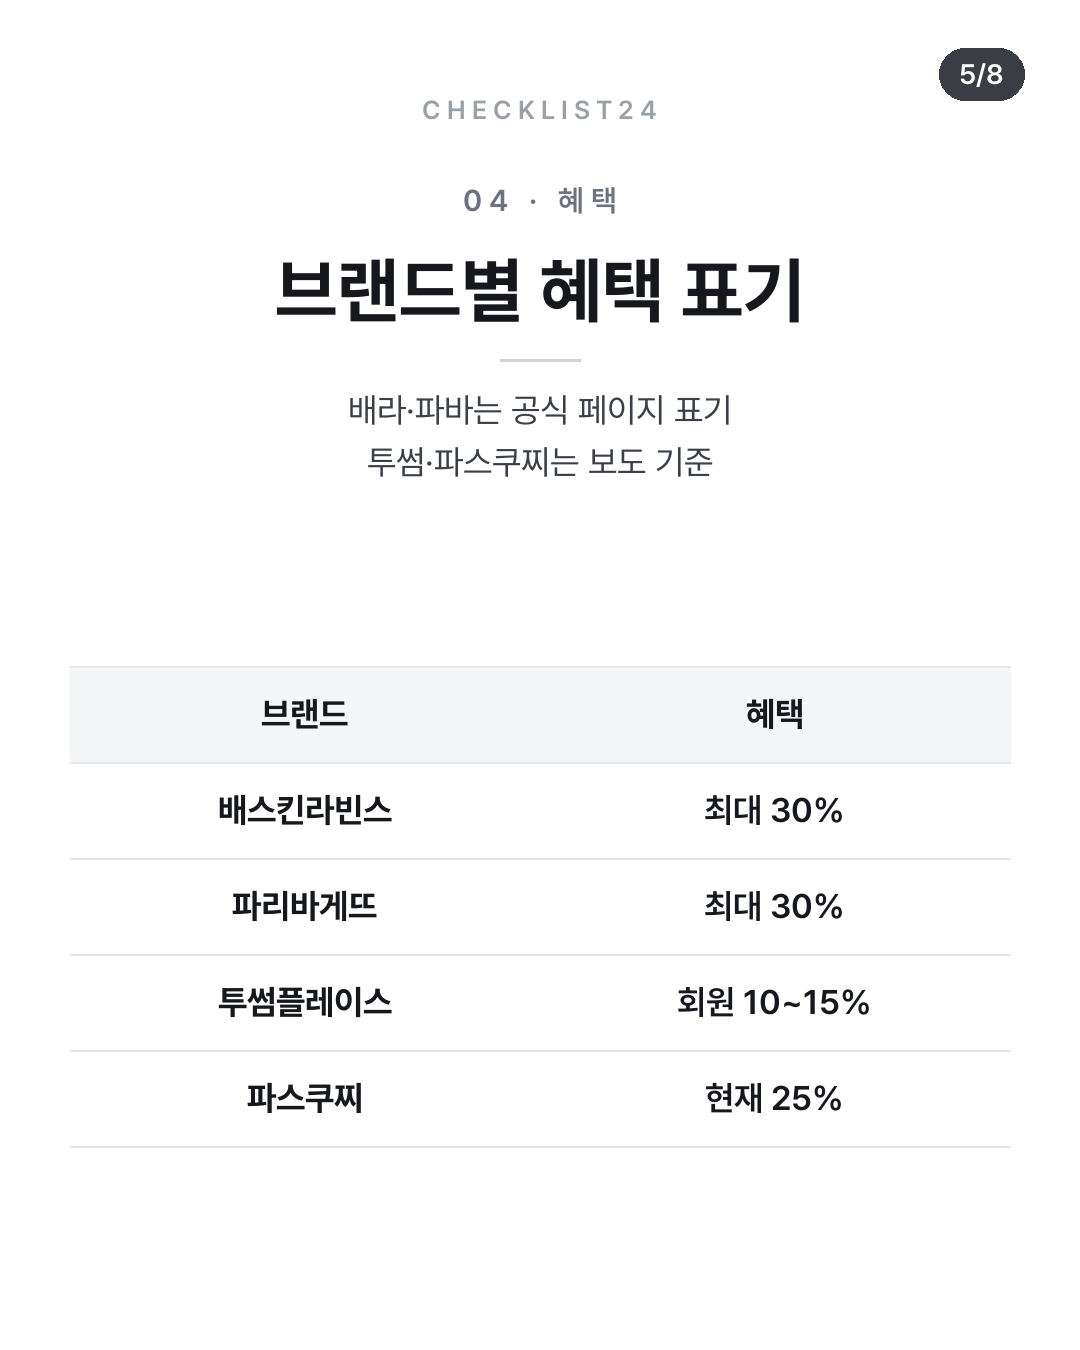 5/8
CHECKLIST24
04 · 혜택
브랜드별 혜택 표기
배라·파바는 공식 페이지 표기
투썸·파스쿠찌는 보도 기준
브랜드 혜택
배스킨라빈스 최대 30%
파리바게뜨 최대 30%
투썸플레이스 회원 10~15%
파스쿠찌 현재 25%